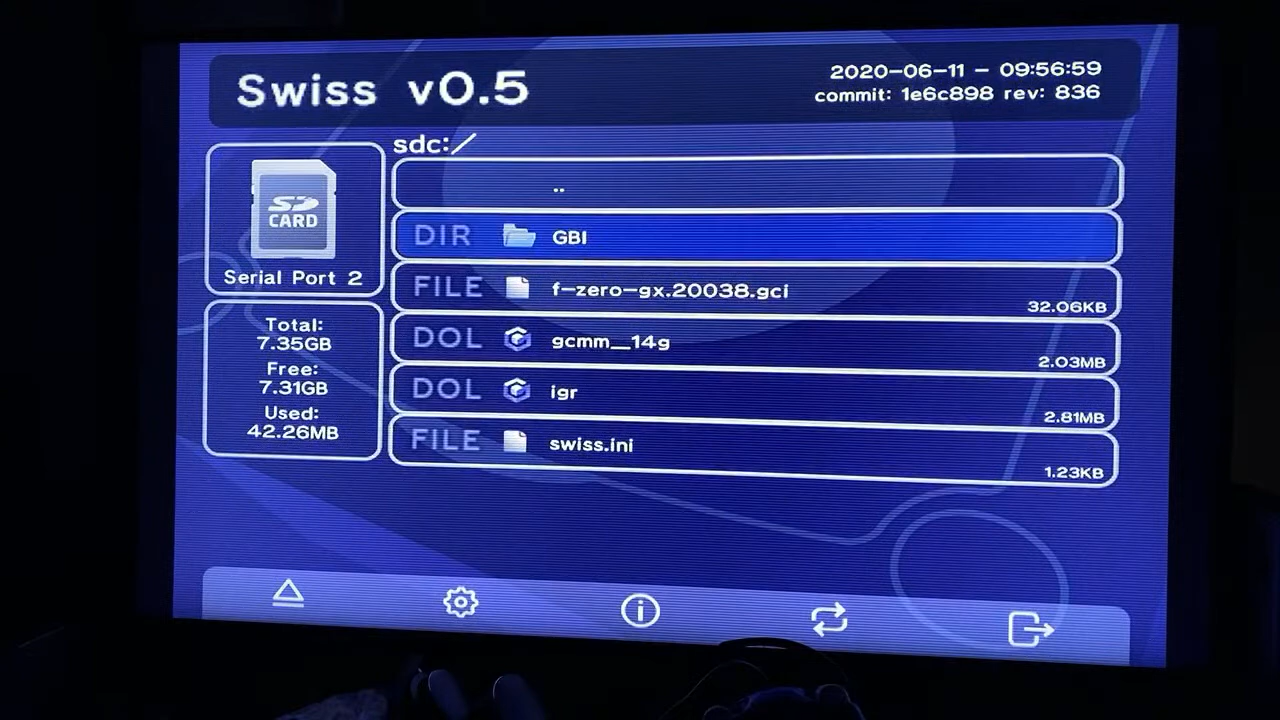 Swiss v0.5
2020-06-11 - 09:56:59
commit: 1e6c898 rev: 836
sdc:/
SD
CARD
Serial Port 2
Total:
7.35GB
Free:
7.31GB
Used:
42.26MB
..
DIR GBI
FILE f-zero-gx.20038.gci 32.06KB
DOL gcmm_14g 2.03MB
DOL igr 2.81MB
FILE swiss.ini 1.23KB